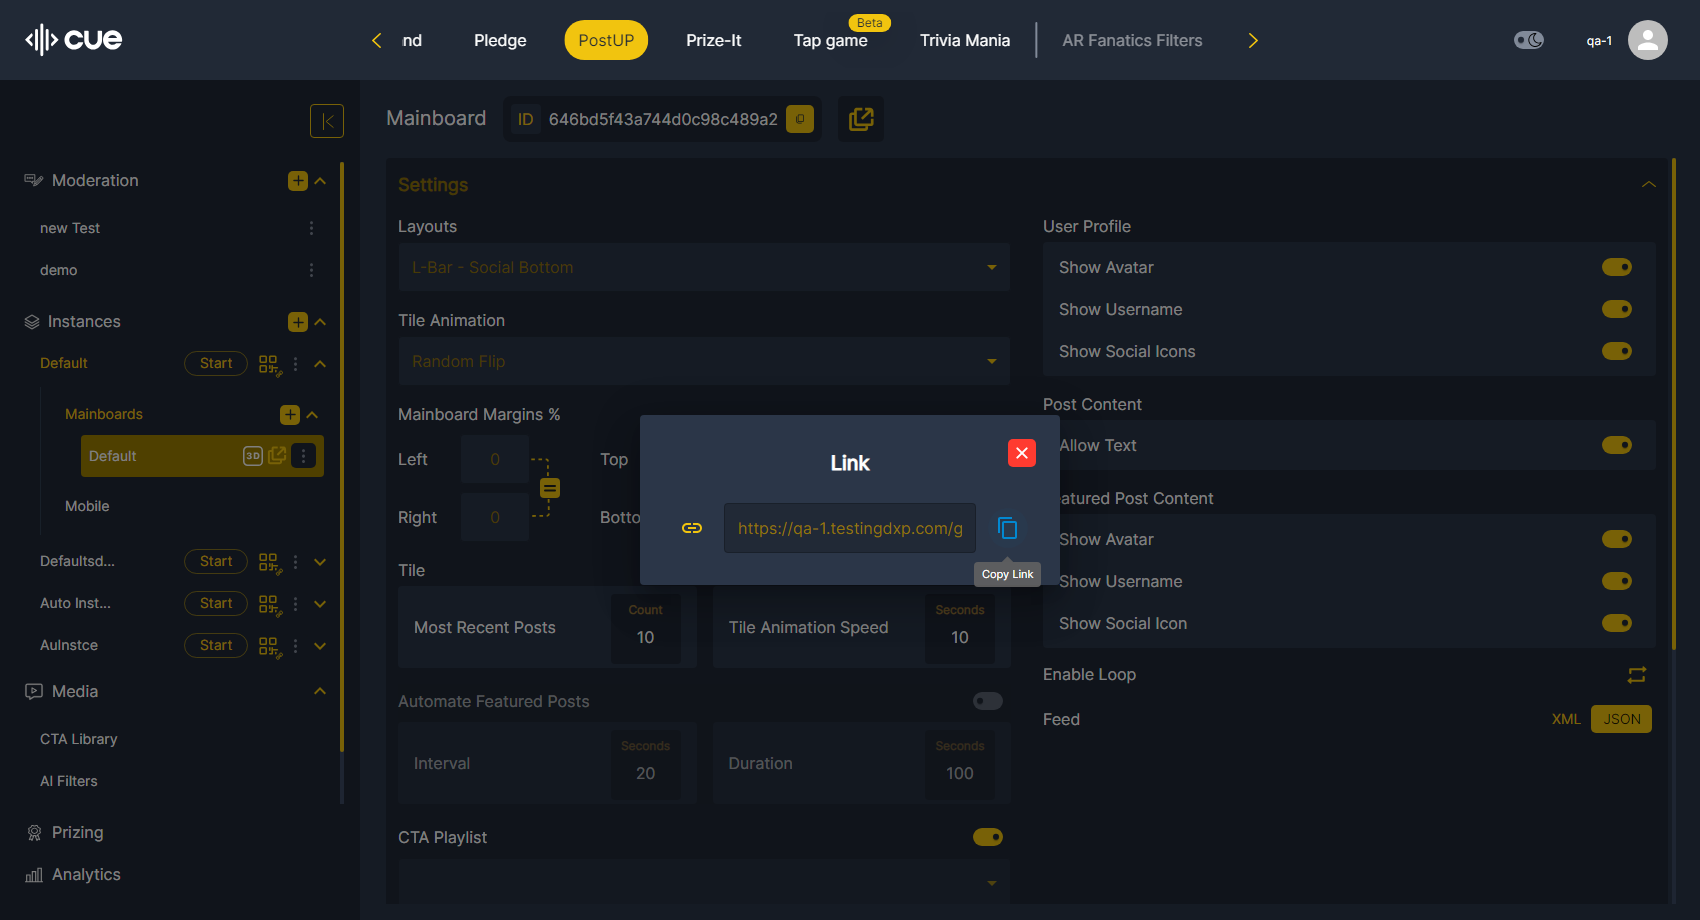 cue
nd
Pledge
PostUP
Prize-It
Beta
Tap game
Trivia Mania
AR Fanatics Filters
qa-1
Mainboard
ID
646bd5f43a744d0c98c489a2
Moderation
new Test
demo
Instances
Default
Start
Mainboards
Default
3D
Mobile
Defaultsd...
Start
Auto Inst...
Start
AuInstce
Start
Media
CTA Library
AI Filters
Prizing
Analytics
Settings
Layouts
L-Bar - Social Bottom
Tile Animation
Random Flip
Mainboard Margins %
Left
0
Top
Right
0
Botto
Tile
Most Recent Posts
Count
10
Tile Animation Speed
Seconds
10
Automate Featured Posts
Interval
Seconds
20
Duration
Seconds
100
CTA Playlist
User Profile
Show Avatar
Show Username
Show Social Icons
Post Content
Allow Text
atured Post Content
Show Avatar
Show Username
Show Social Icon
Enable Loop
Feed
XML
JSON
Link
https://qa-1.testingdxp.com/g
Copy Link